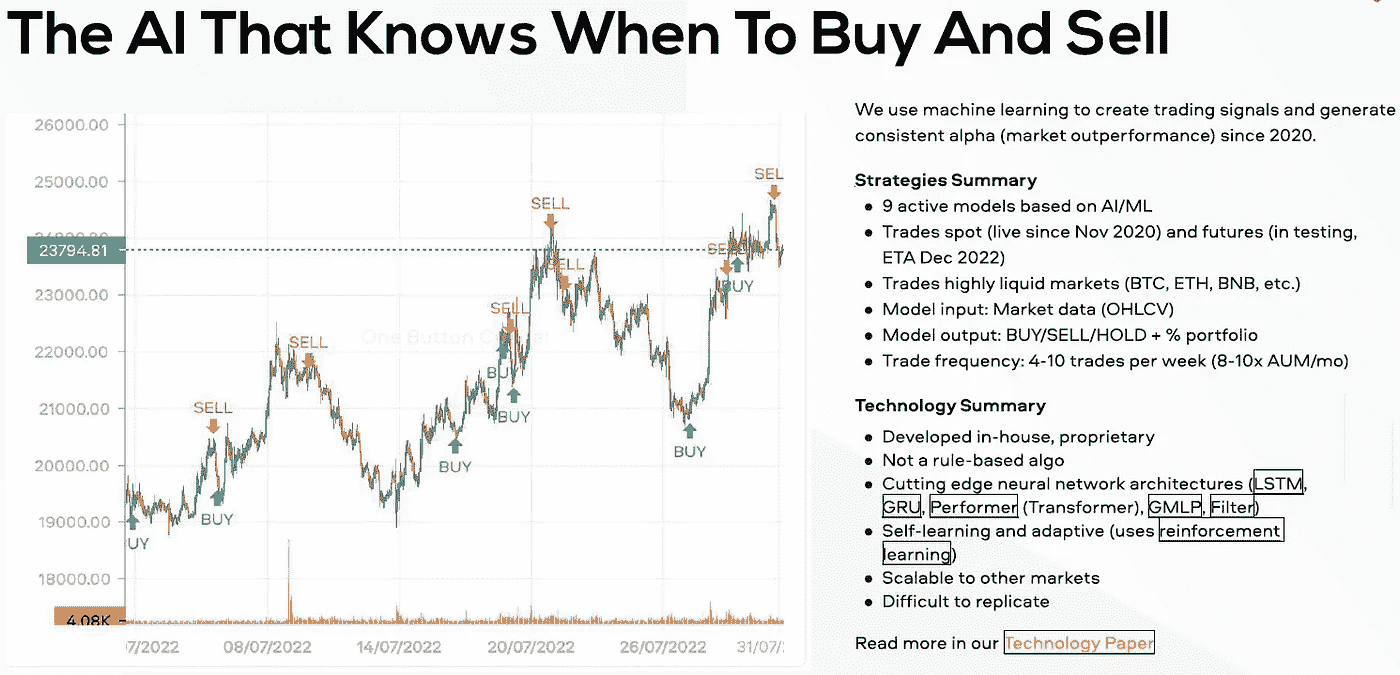 The AI That Knows When To Buy And Sell
We use machine learning to create trading signals and generate
consistent alpha (market outperformance) since 2020.
Strategies Summary
● 9 active models based on AI/ML
● Trades spot (live since Nov 2020) and futures (in testing,
ETA Dec 2022)
● Trades highly liquid markets (BTC, ETH, BNB, etc.)
● Model input: Market data (OHLCV)
● Model output: BUY/SELL/HOLD + % portfolio
● Trade frequency: 4-10 trades per week (8-10x AUM/mo)
Technology Summary
● Developed in-house, proprietary
● Not a rule-based algo
● Cutting edge neural network architectures (LSTM,
GRU, Performer (Transformer), GMLP, Filter)
● Self-learning and adaptive (uses reinforcement
learning)
● Scalable to other markets
● Difficult to replicate
Read more in our Technology Paper
26000.00
25000.00
23794.81
23000.00
22000.00
21000.00
20000.00
19000.00
18000.00
4.08K
7/2022
08/07/2022
14/07/2022
20/07/2022
26/07/2022
31/07/
UY
SELL
BUY
SELL
BUY
SELL
BUY
BUY
SELL
SELL
BUY
SEL
BUY
SEL
One Button